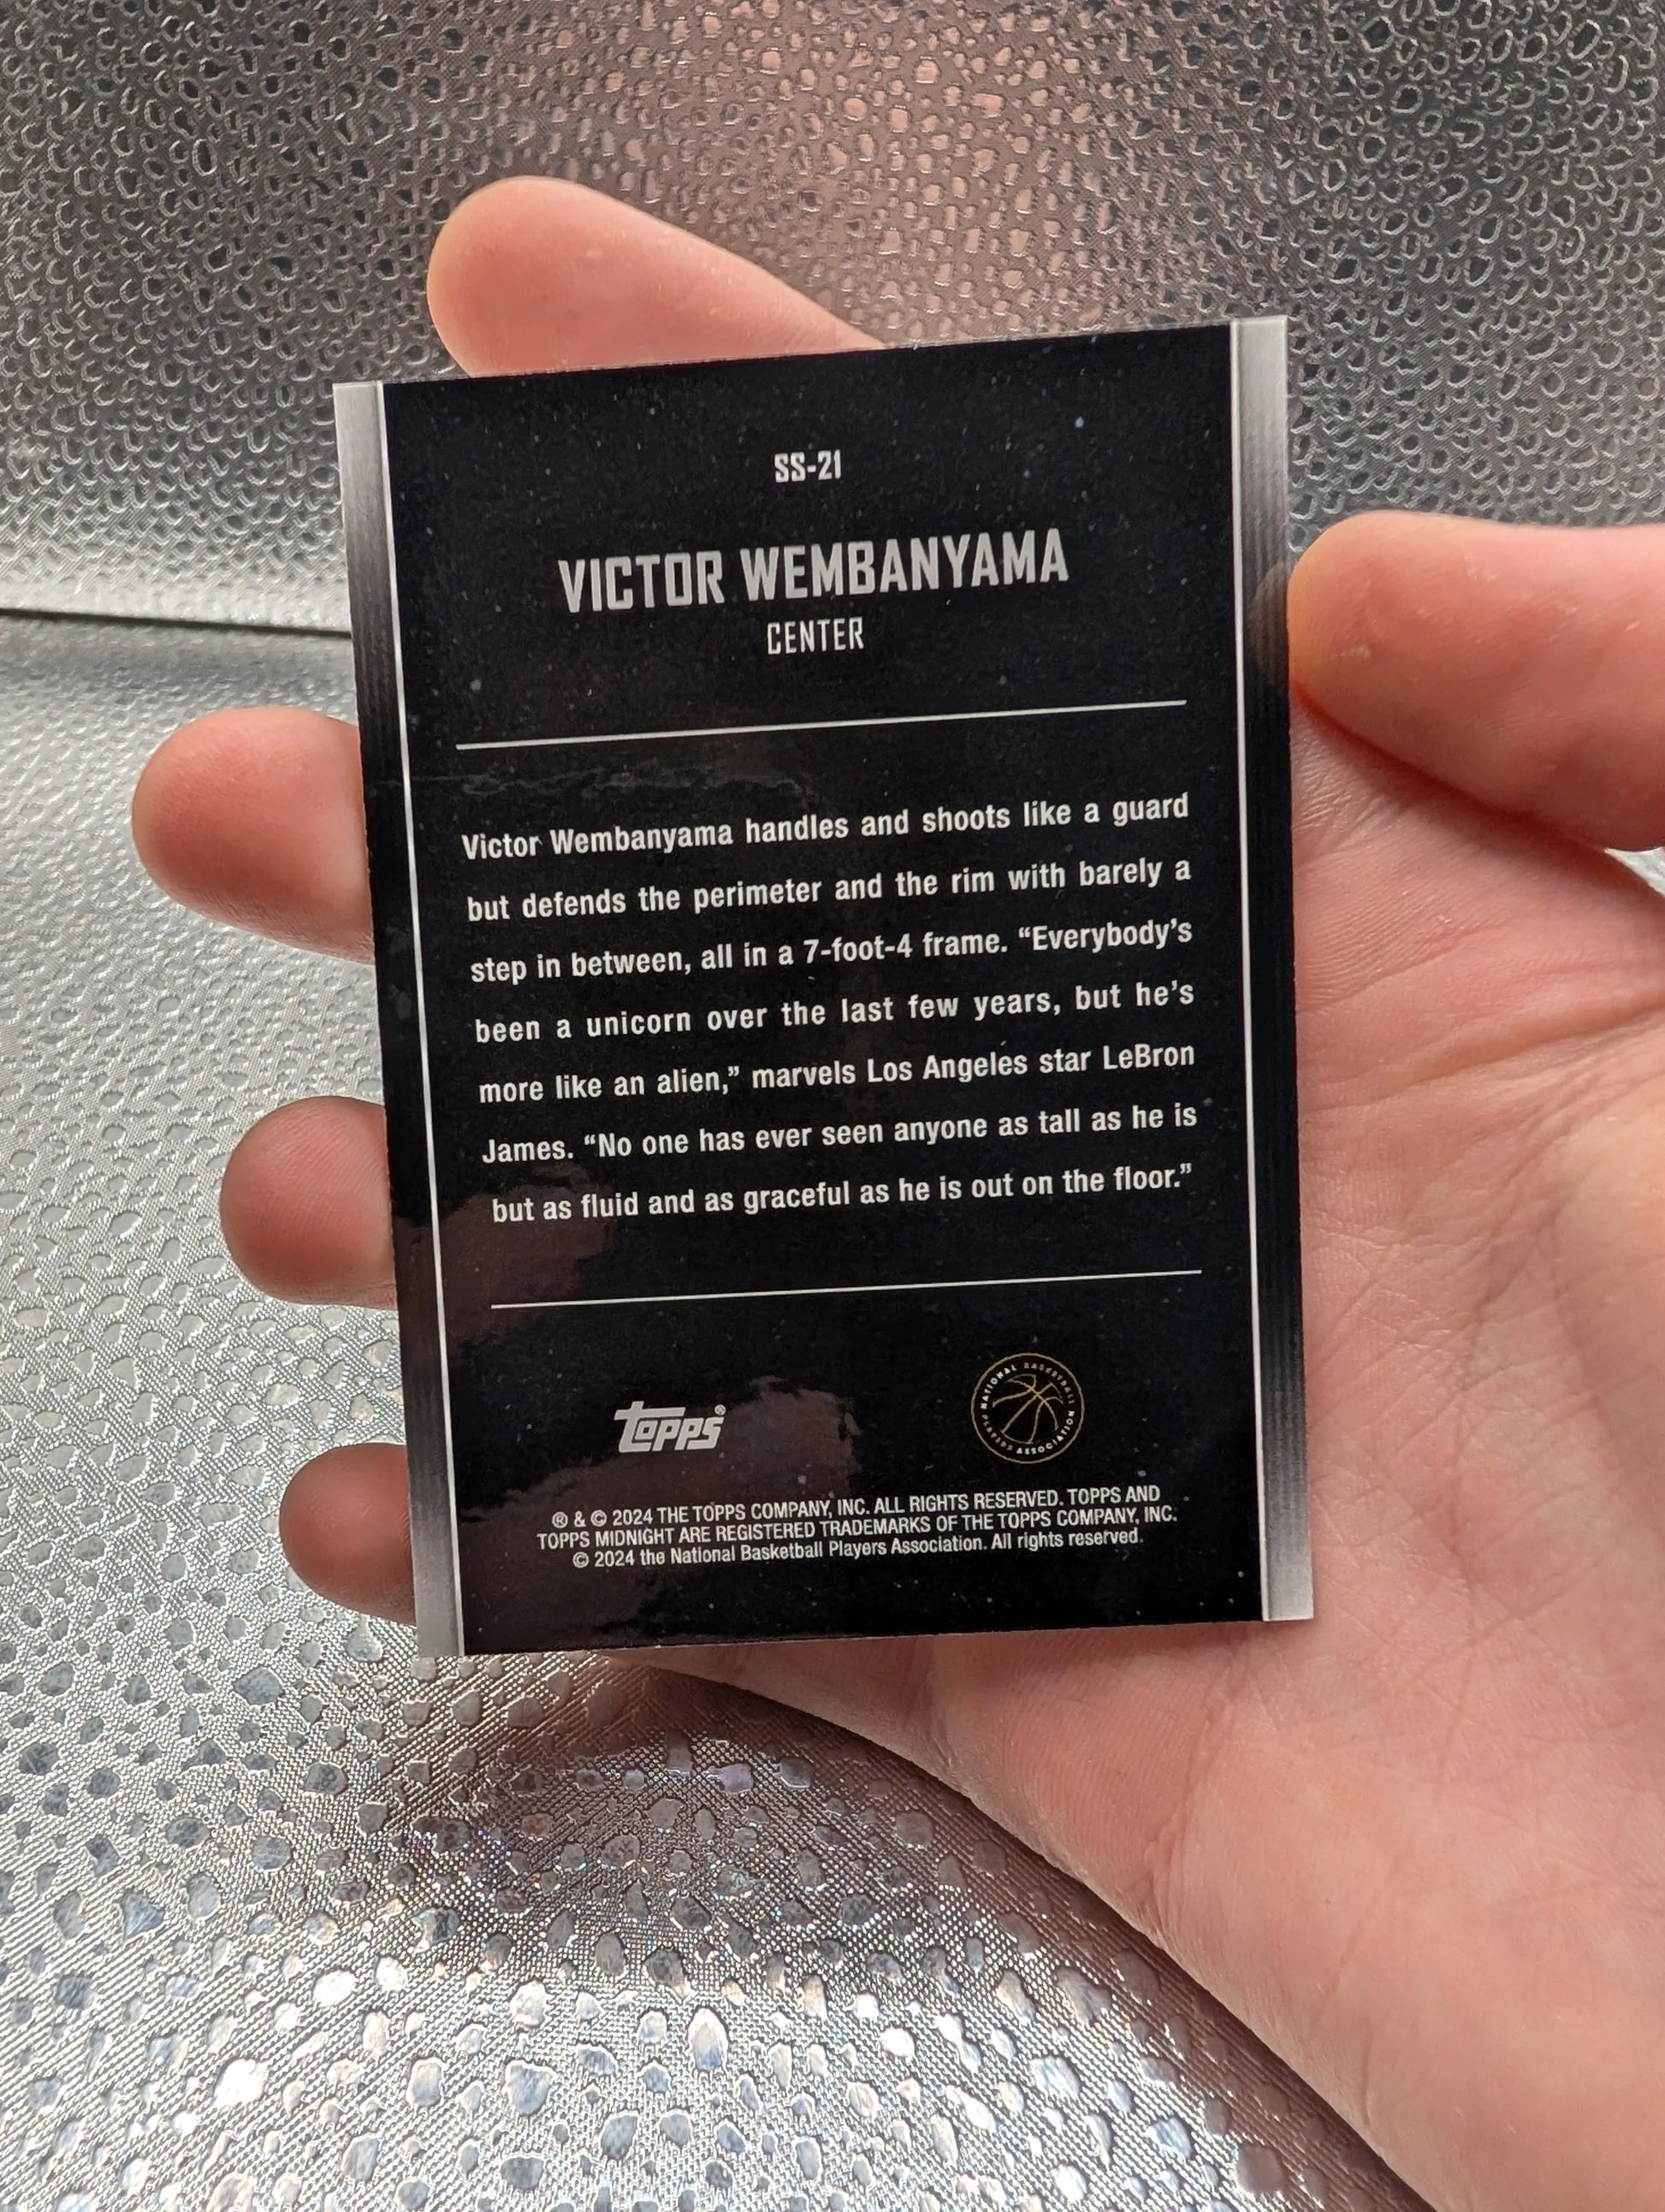 SS-21
VICTOR WEMBANYAMA
CENTER
Victor Wembanyama handles and shoots like a guard
but defends the perimeter and the rim with barely a
step in between, all in a 7-foot-4 frame. “Everybody’s
been a unicorn over the last few years, but he’s
more like an alien,” marvels Los Angeles star LeBron
James. “No one has ever seen anyone as tall as he is
but as fluid and as graceful as he is out on the floor.”
topps®
NATIONAL BASKETBALL PLAYERS ASSOCIATION
® & © 2024 THE TOPPS COMPANY, INC. ALL RIGHTS RESERVED. TOPPS AND
TOPPS MIDNIGHT ARE REGISTERED TRADEMARKS OF THE TOPPS COMPANY, INC.
© 2024 the National Basketball Players Association. All rights reserved.